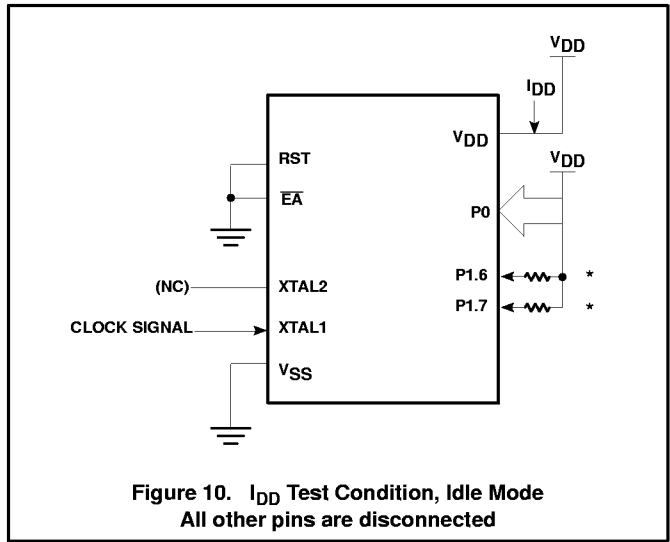 VDD
IDD
VDD
VDD
RST
EA
P0
P1.6 *
(NC) XTAL2
P1.7 *
CLOCK SIGNAL XTAL1
VSS
Figure 10. IDD Test Condition, Idle Mode
All other pins are disconnected